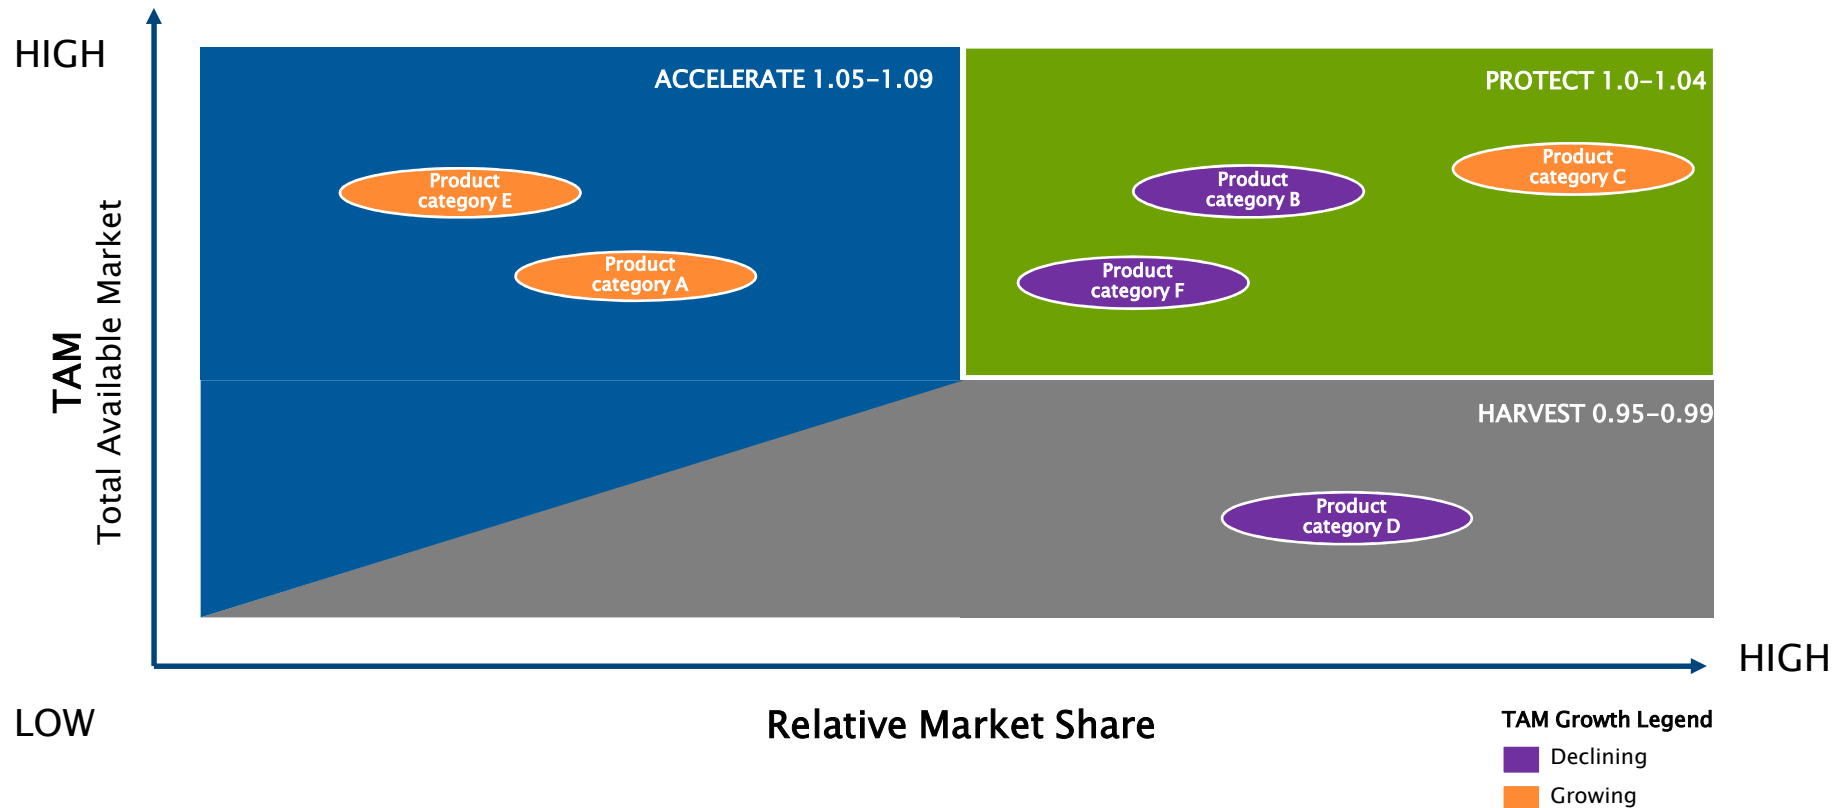 HIGH
ACCELERATE 1.05-1.09
PROTECT 1.0-1.04
Product
category E
Product
category A
Product
category B
Product
category C
Product
category F
TAM
Total Available Market
HARVEST 0.95-0.99
Product
category D
HIGH
LOW
Relative Market Share
TAM Growth Legend
Declining
Growing